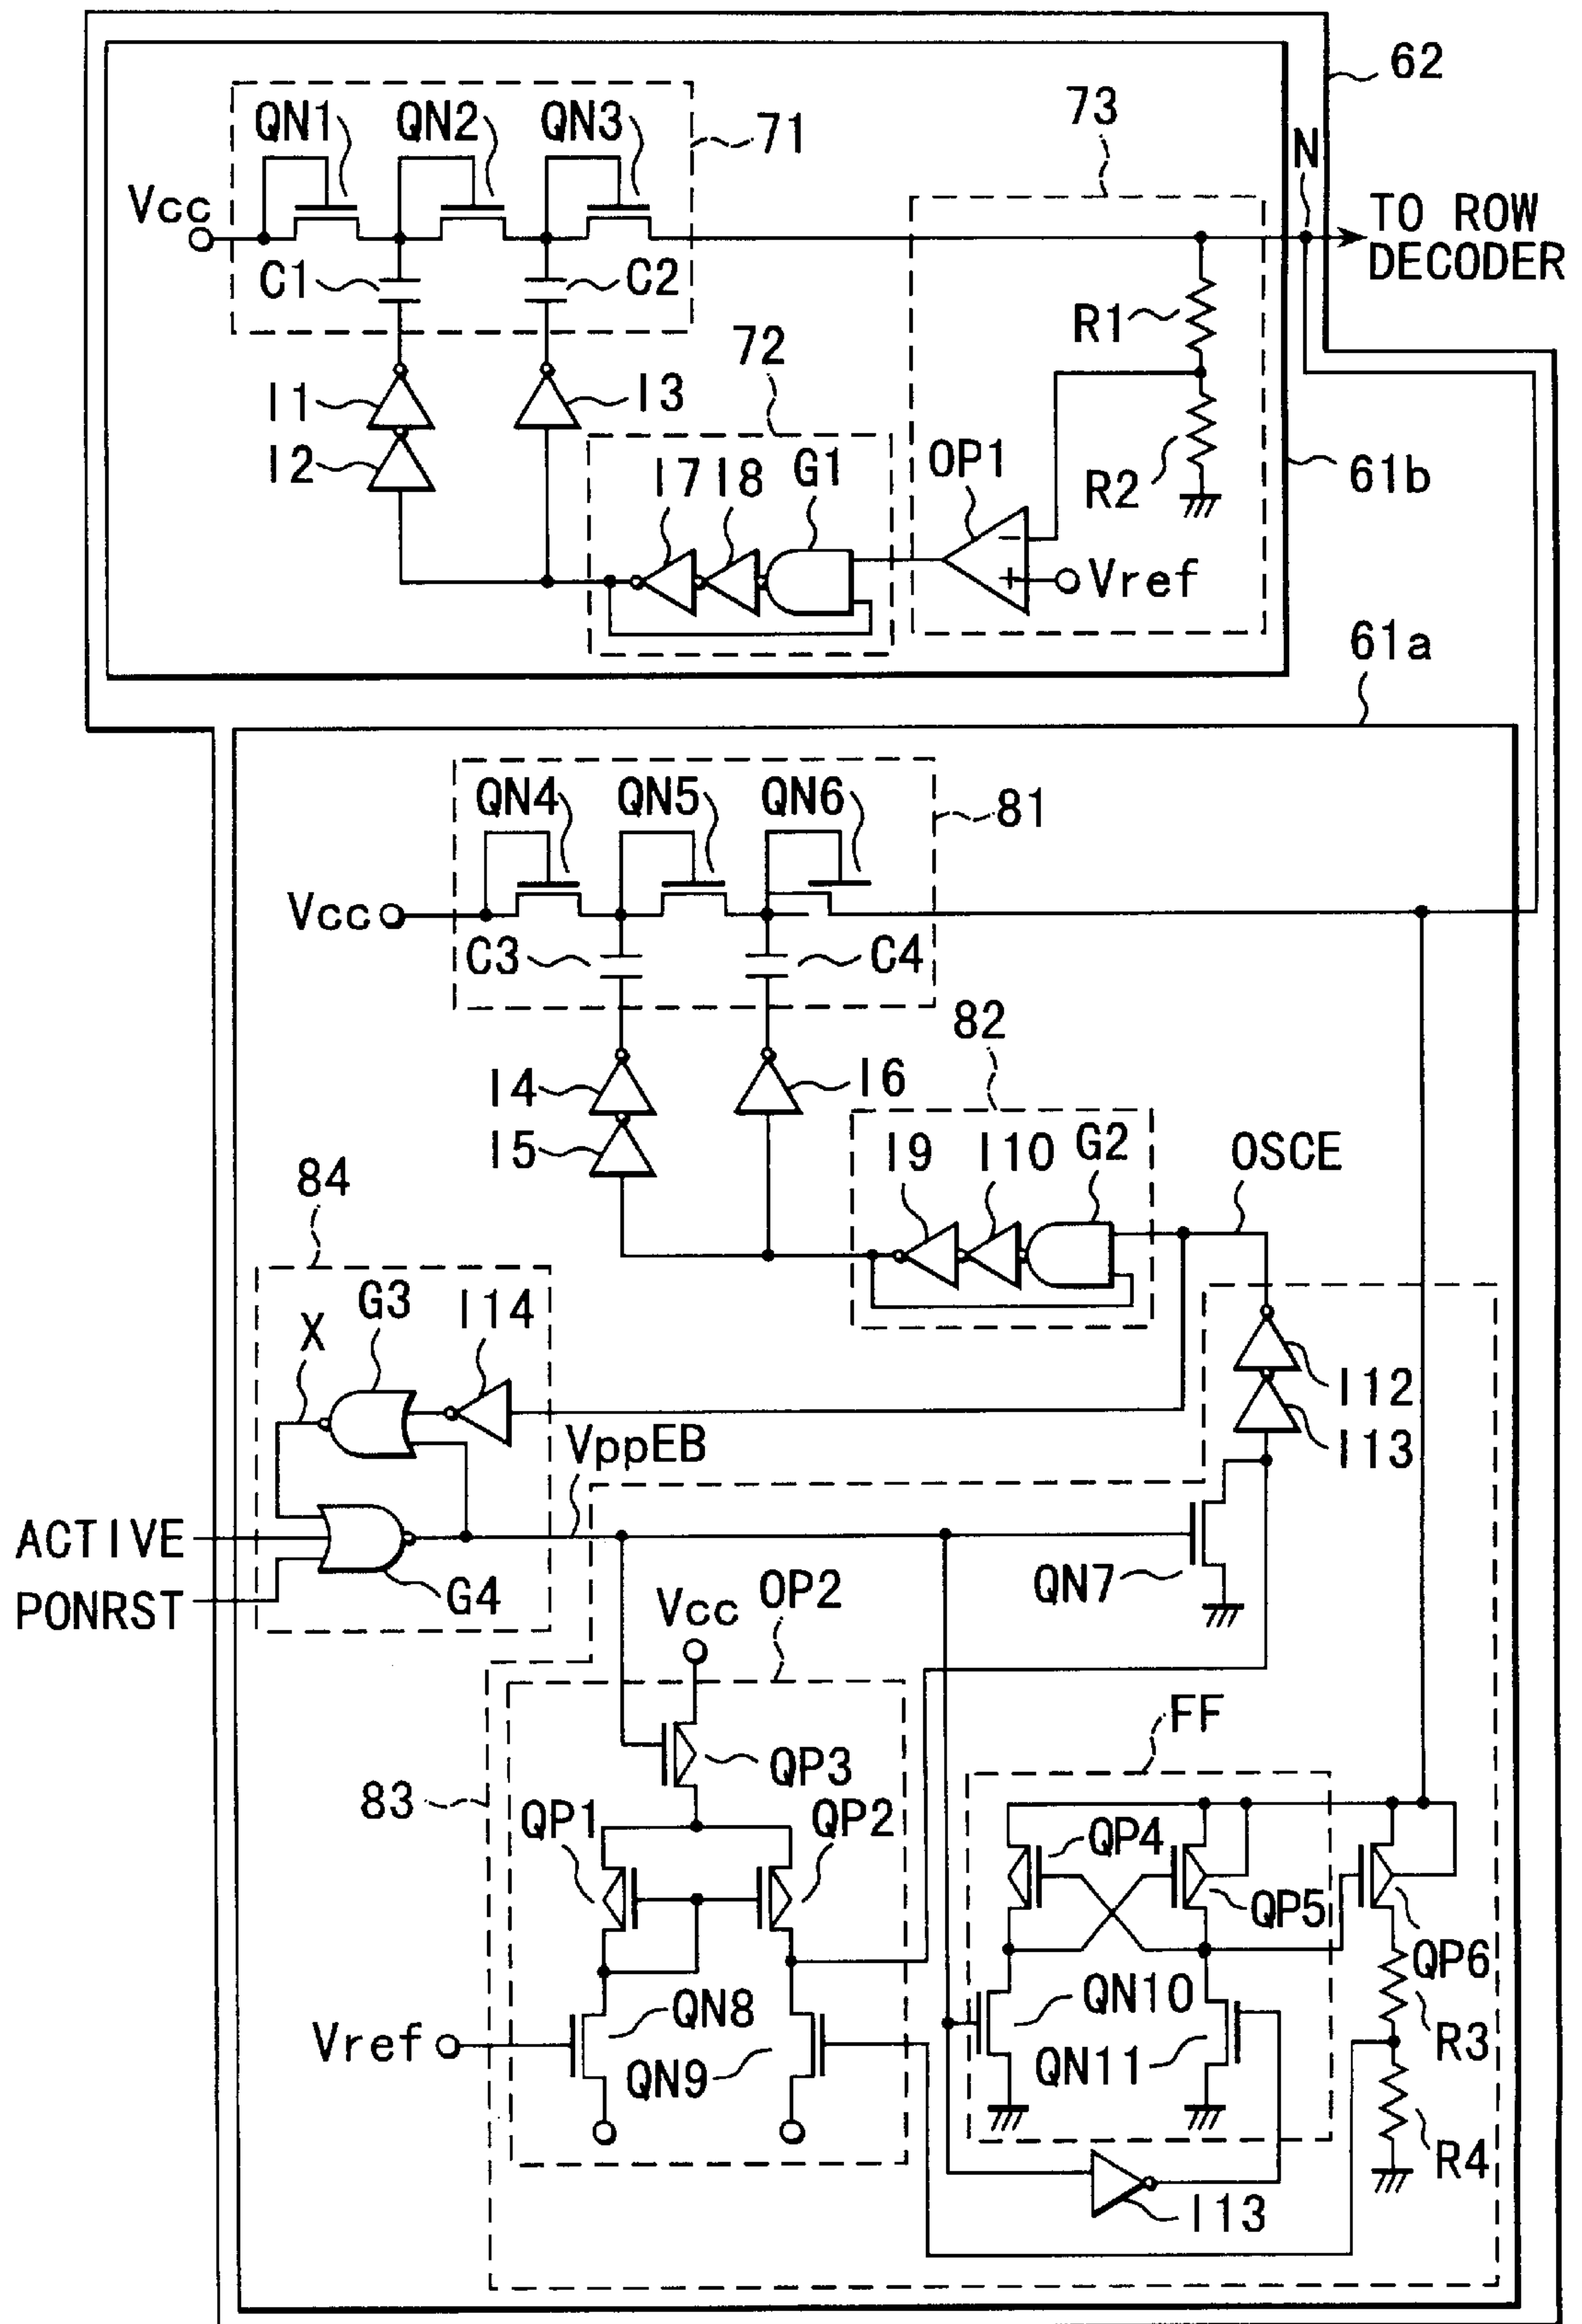 62
QN1
QN2
QN3
71
73
N
Vcc
TO ROW
DECODER
C1
C2
R1
72
I1
I3
I2
I7
I8
G1
OP1
R2
61b
Vref
61a
QN4
QN5
QN6
81
Vcc
C3
C4
82
I4
I6
I5
I9
I10
G2
OSCE
84
X
G3
I14
I12
I13
VppEB
ACTIVE
PONRST
G4
QN7
Vcc
OP2
FF
83
QP3
QP1
QP2
QP4
QP5
QP6
QN8
QN10
Vref
QN9
QN11
R3
R4
I13